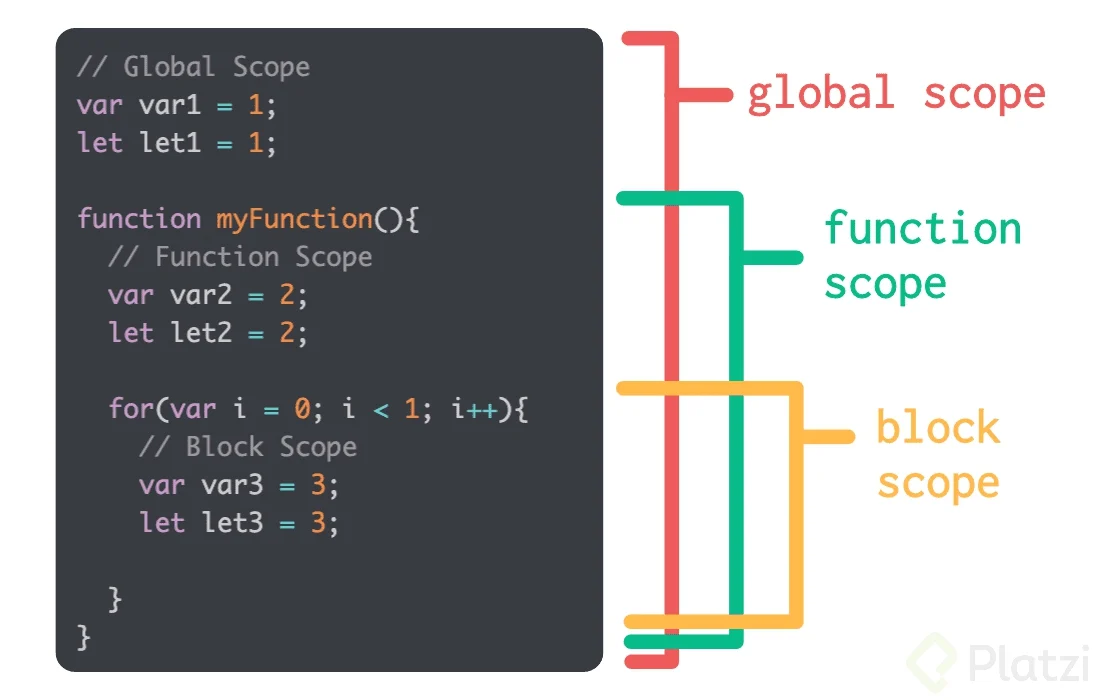 // Global Scope
var var1 = 1;
let let1 = 1;
function myFunction(){
// Function Scope
var var2 = 2;
let let2 = 2;
for(var i = 0; i < 1; i++){
// Block Scope
var var3 = 3;
let let3 = 3;
}
}
global scope
function
scope
block
scope
Platzi